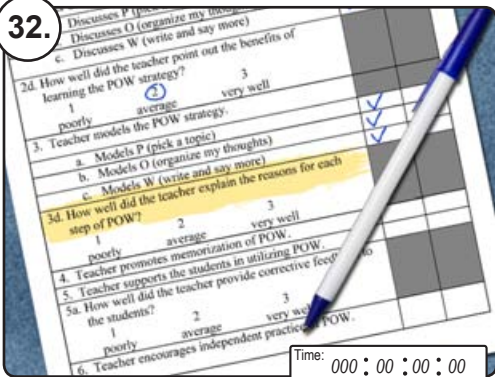 32.
Discusses P (pick
Discusses O (organize my thoughts
c. Discusses W (write and say more)
2d. How well did the teacher point out the benefits of
learning the POW strategy?
1 2 3
poorly average very well
3. Teacher models the POW strategy.
a. Models P (pick a topic)
b. Models O (organize my thoughts)
c. Models W (write and say more)
3d. How well did the teacher explain the reasons for each
step of POW?
1 2 3
poorly average very well
4. Teacher promotes memorization of POW.
5. Teacher supports the students in utilizing POW.
5a. How well did the teacher provide corrective feed to
the students?
1 2 3
poorly average very well
6. Teacher encourages independent practice POW.
Time: 000 : 00 : 00 : 00